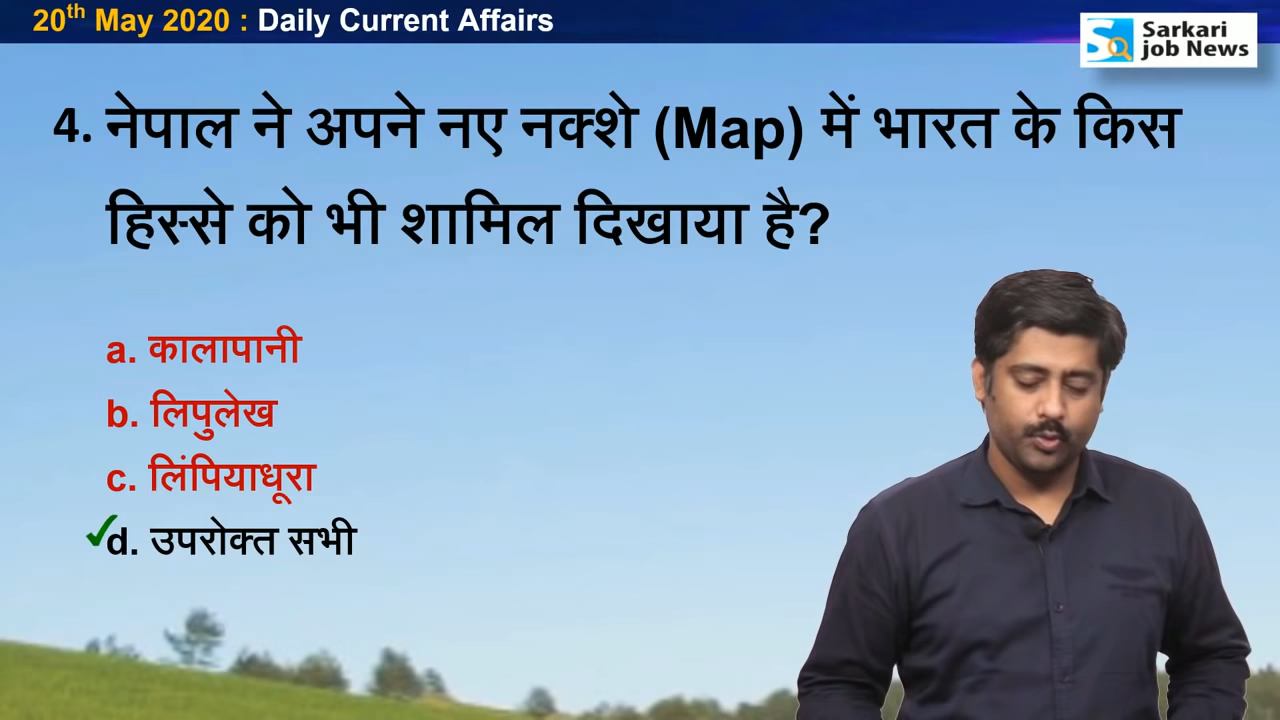 20th May 2020 : Daily Current Affairs
Sarkari
job News
4. नेपाल ने अपने नए नक्शे (Map) में भारत के किस
हिस्से को भी शामिल दिखाया है?
a. कालापानी
b. लिपुलेख
c. लिंपियाधूरा
d. उपरोक्त सभी